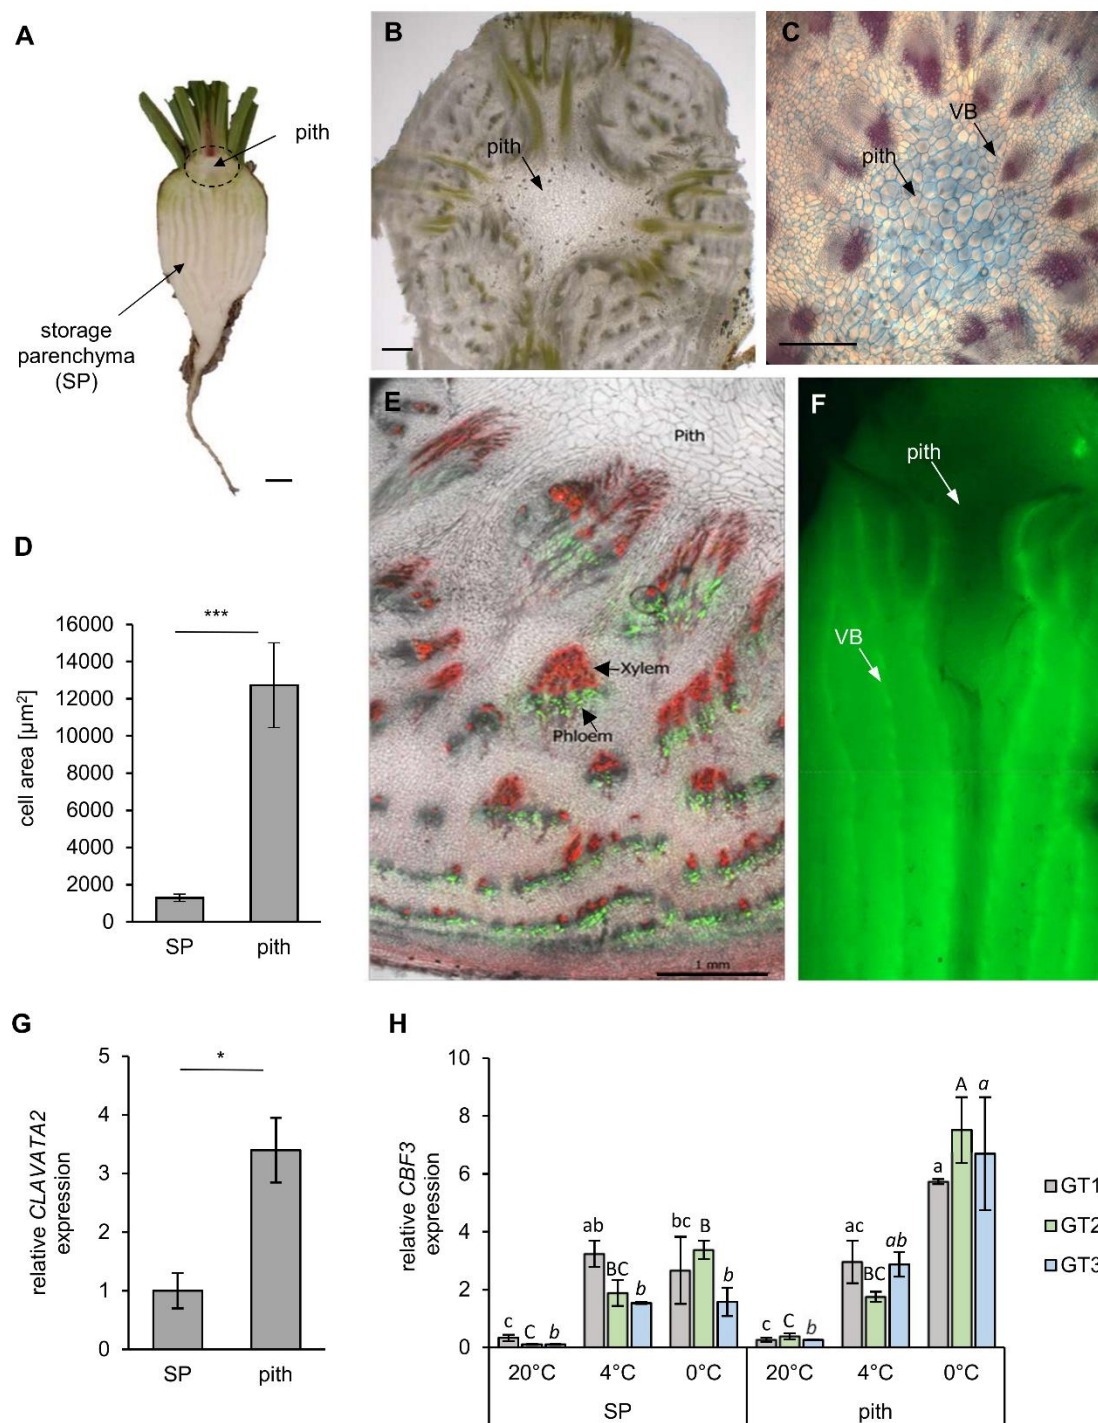 A
pith
storage
parenchyma
(SP)
B
pith
C
VB
pith
D
***
cell area [µm²]
16000
14000
12000
10000
8000
6000
4000
2000
0
SP
pith
E
Pith
Xylem
Phloem
1 mm
F
pith
VB
G
*
relative CLAVATA2
expression
5
4
3
2
1
0
SP
pith
H
relative CBF3
expression
10
8
6
4
2
0
c
C
b
ab
BC
b
bc
B
b
c
C
b
ac
BC
ab
a
A
a
20°C
4°C
0°C
20°C
4°C
0°C
SP
pith
GT1
GT2
GT3